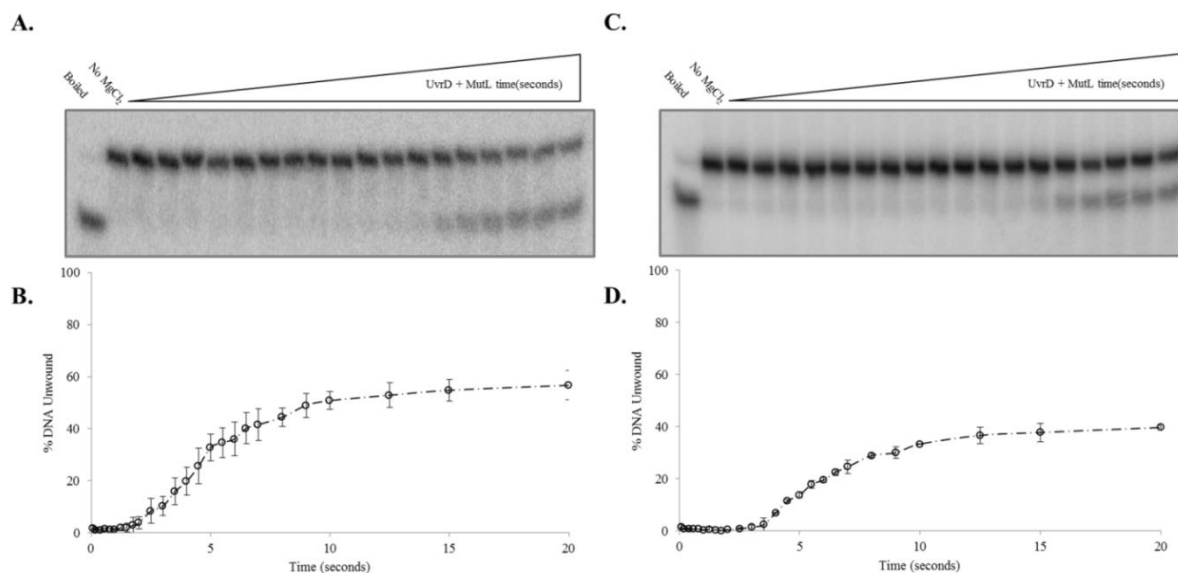 A.
Boiled
No MgCl2
UvrD + MutL time(seconds)
B.
100
80
60
40
20
0
% DNA Unwound
0 5 10 15 20
Time (seconds)
C.
Boiled
No MgCl2
UvrD + MutL time(seconds)
D.
100
80
60
40
20
0
% DNA Unwound
0 5 10 15 20
Time (seconds)